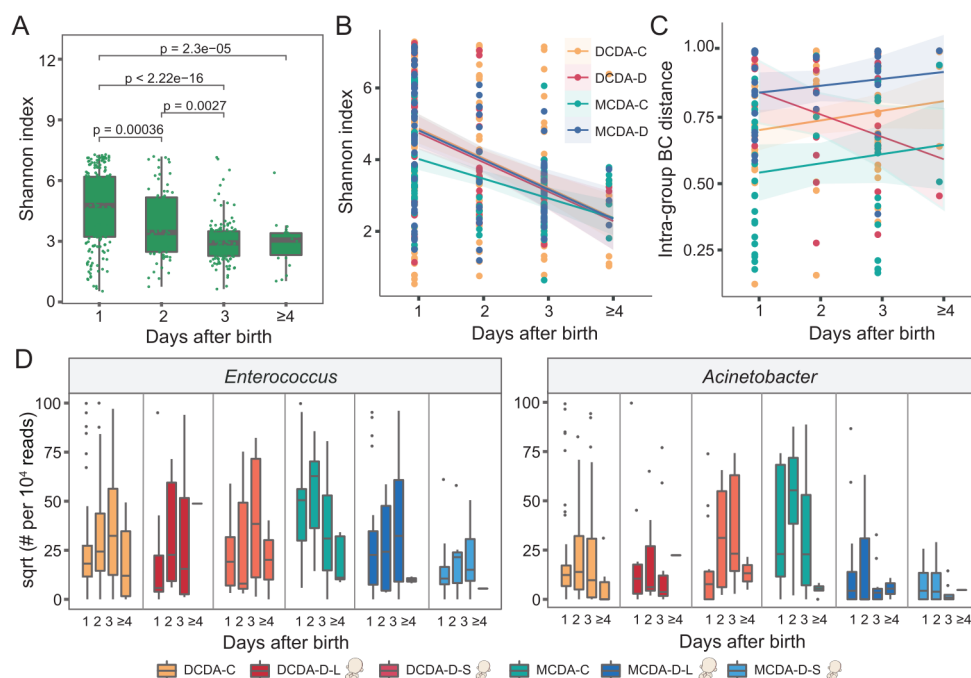 A
Shannon index
12
9
6
3
0
p = 2.3e−05
p < 2.22e−16
p = 0.0027
p = 0.00036
1 2 3 ≥4
Days after birth
B
Shannon index
6
4
2
DCDA-C
DCDA-D
MCDA-C
MCDA-D
1 2 3 ≥4
Days after birth
C
Intra-group BC distance
1.00
0.75
0.50
0.25
1 2 3 ≥4
Days after birth
D
sqrt (# per 10⁴ reads)
Enterococcus
100
75
50
25
0
1 2 3 ≥4 1 2 3 ≥4 1 2 3 ≥4 1 2 3 ≥4 1 2 3 ≥4 1 2 3 ≥4
Days after birth
Acinetobacter
100
75
50
25
0
1 2 3 ≥4 1 2 3 ≥4 1 2 3 ≥4 1 2 3 ≥4 1 2 3 ≥4 1 2 3 ≥4
Days after birth
DCDA-C DCDA-D-L DCDA-D-S MCDA-C MCDA-D-L MCDA-D-S